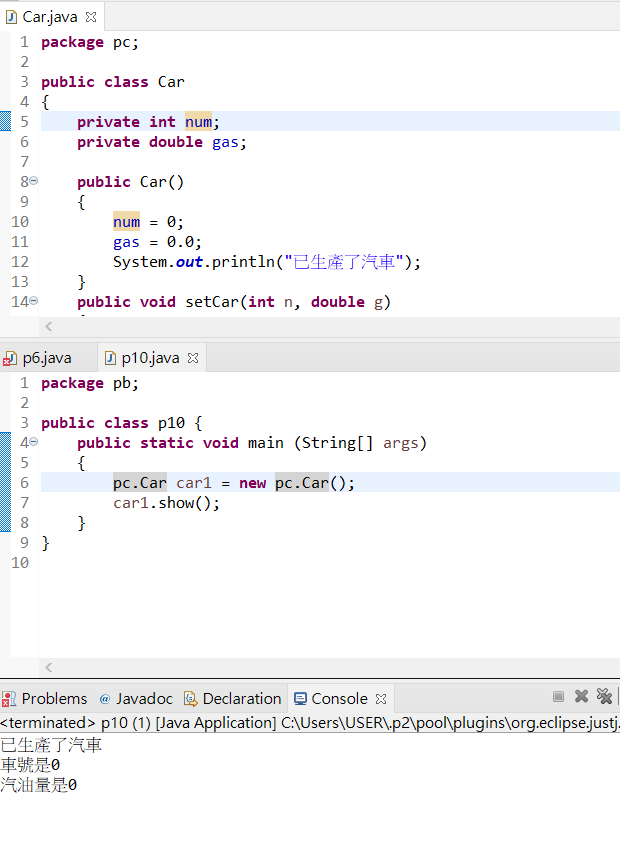 Car.java
1 package pc;
2
3 public class Car
4 {
5     private int num;
6     private double gas;
7
8     public Car()
9     {
10         num = 0;
11         gas = 0.0;
12         System.out.println("已生產了汽車");
13     }
14     public void setCar(int n, double g)
p6.java p10.java
1 package pb;
2
3 public class p10 {
4     public static void main (String[] args)
5     {
6         pc.Car car1 = new pc.Car();
7         car1.show();
8     }
9 }
10
Problems @ Javadoc Declaration Console
<terminated> p10 (1) [Java Application] C:\Users\USER\.p2\pool\plugins\org.eclipse.justj.
已生產了汽車
車號是0
汽油量是0